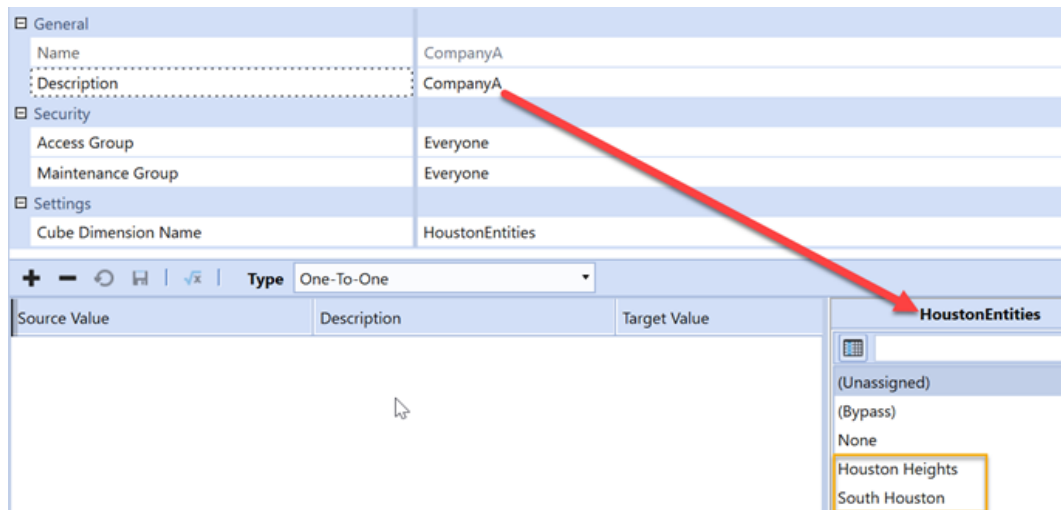 General
Name CompanyA
Description CompanyA
Security
Access Group Everyone
Maintenance Group Everyone
Settings
Cube Dimension Name HoustonEntities
√x Type One-To-One
Source Value Description Target Value HoustonEntities
(Unassigned)
(Bypass)
None
Houston Heights
South Houston